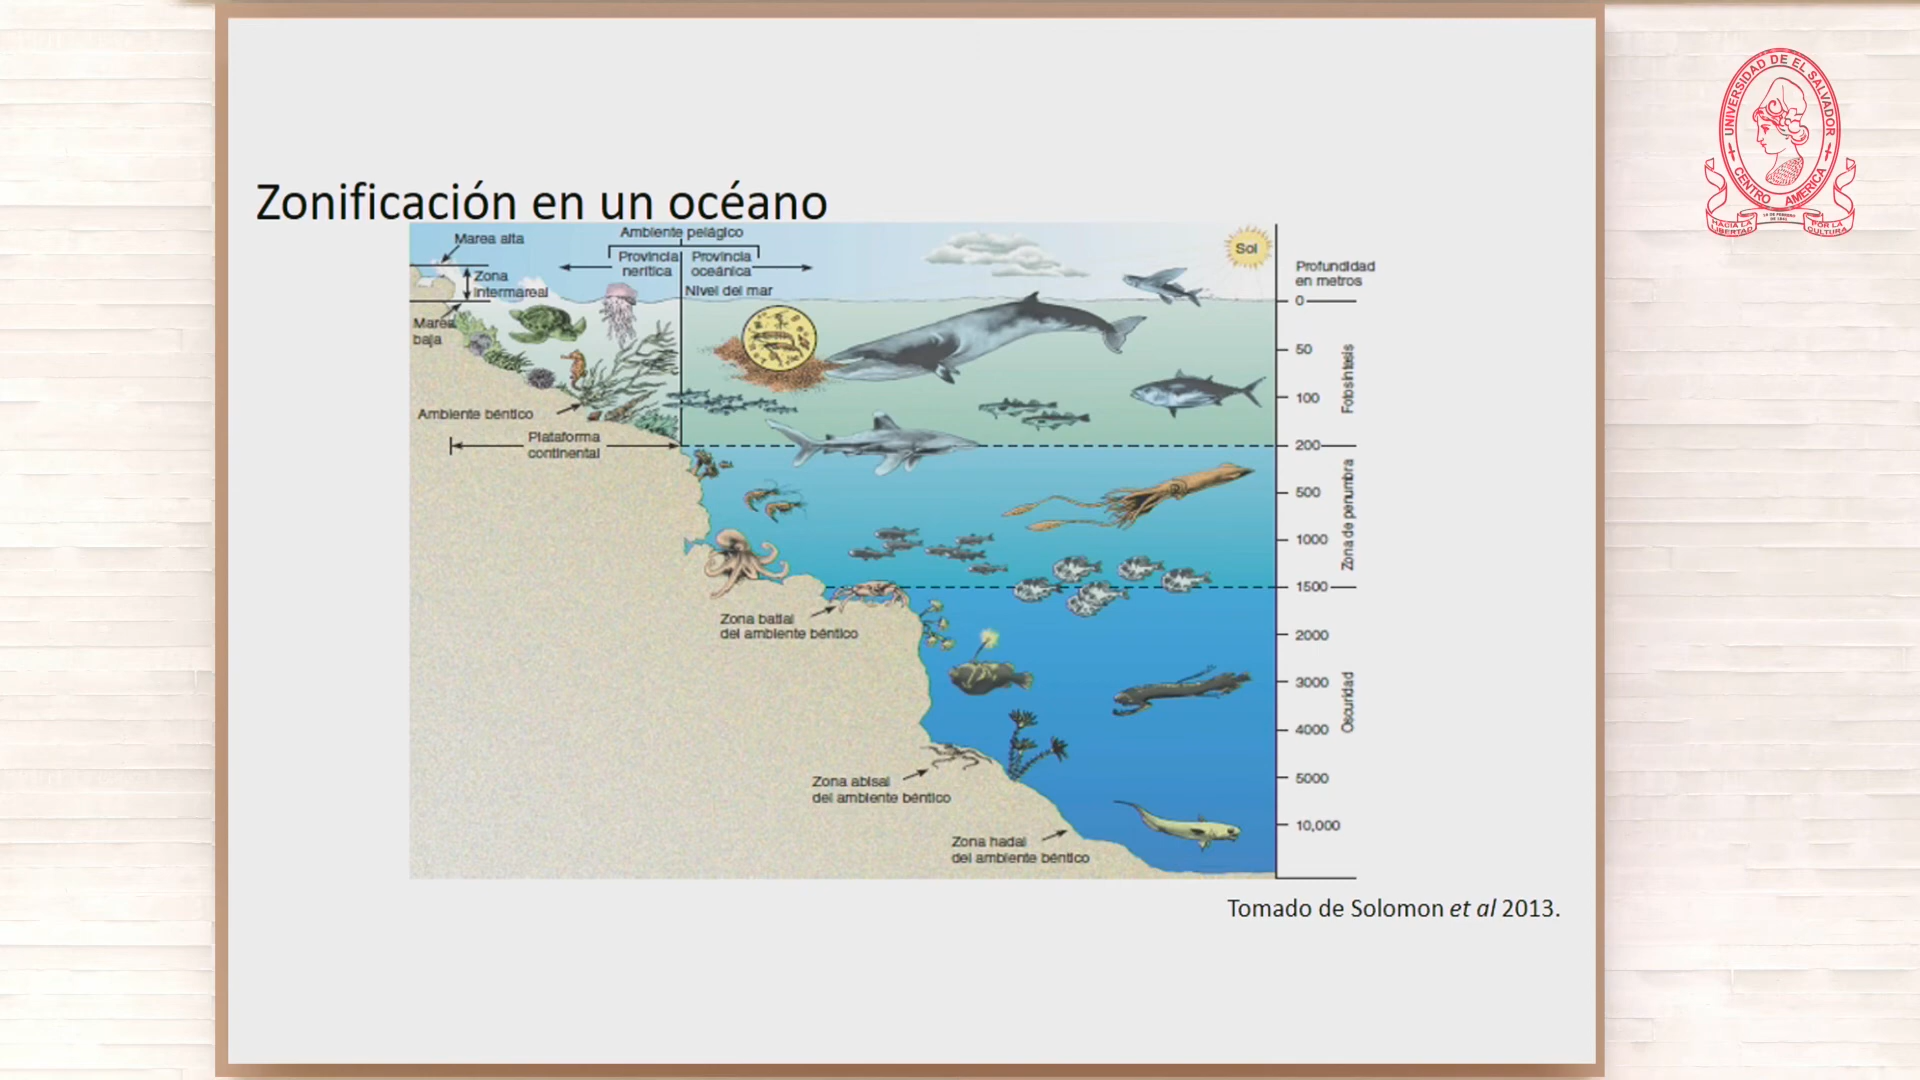 UNIVERSIDAD DE EL SALVADOR
CENTRO AMERICA
HACIA LA LIBERTAD
POR LA CULTURA
Zonificación en un océano
Marea alta
Zona
intermareal
Marea
baja
Ambiente pelágico
Provincia
nerítica
Provincia
oceánica
Nivel del mar
Sol
Profundidad
en metros
0
50
100
200
500
1000
1500
2000
3000
4000
5000
10,000
Fotosíntesis
Zona de penumbra
Oscuridad
Ambiente béntico
Plataforma
continental
Zona batial
del ambiente béntico
Zona abisal
del ambiente béntico
Zona hadal
del ambiente béntico
Tomado de Solomon et al 2013.